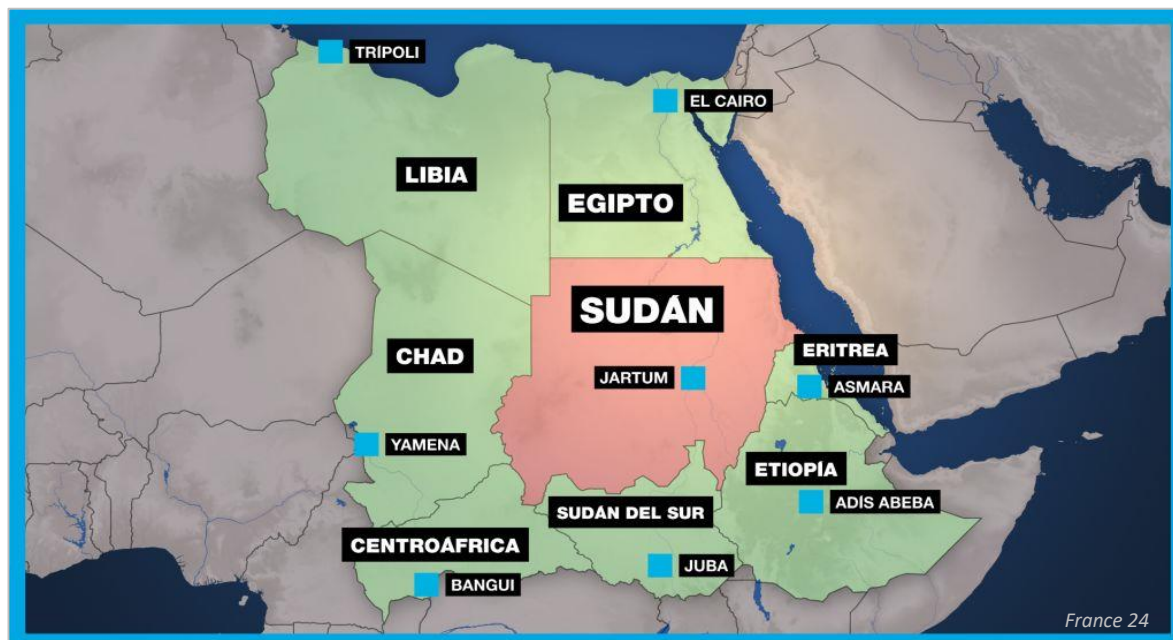 TRÍPOLI
EL CAIRO
LIBIA
EGIPTO
SUDÁN
CHAD
ERITREA
JARTUM
ASMARA
YAMENA
ETIOPÍA
ADÍS ABEBA
SUDÁN DEL SUR
CENTROÁFRICA
JUBA
BANGUI
France 24